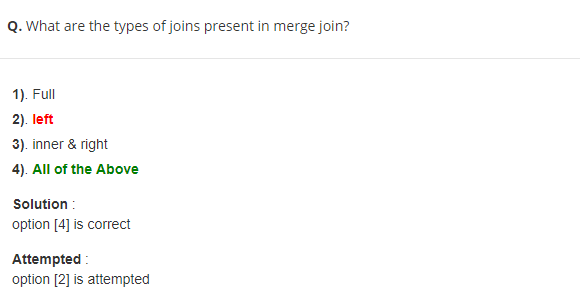 Q. What are the types of joins present in merge join?
1). Full
2). left
3). inner & right
4). All of the Above
Solution :
option [4] is correct
Attempted :
option [2] is attempted